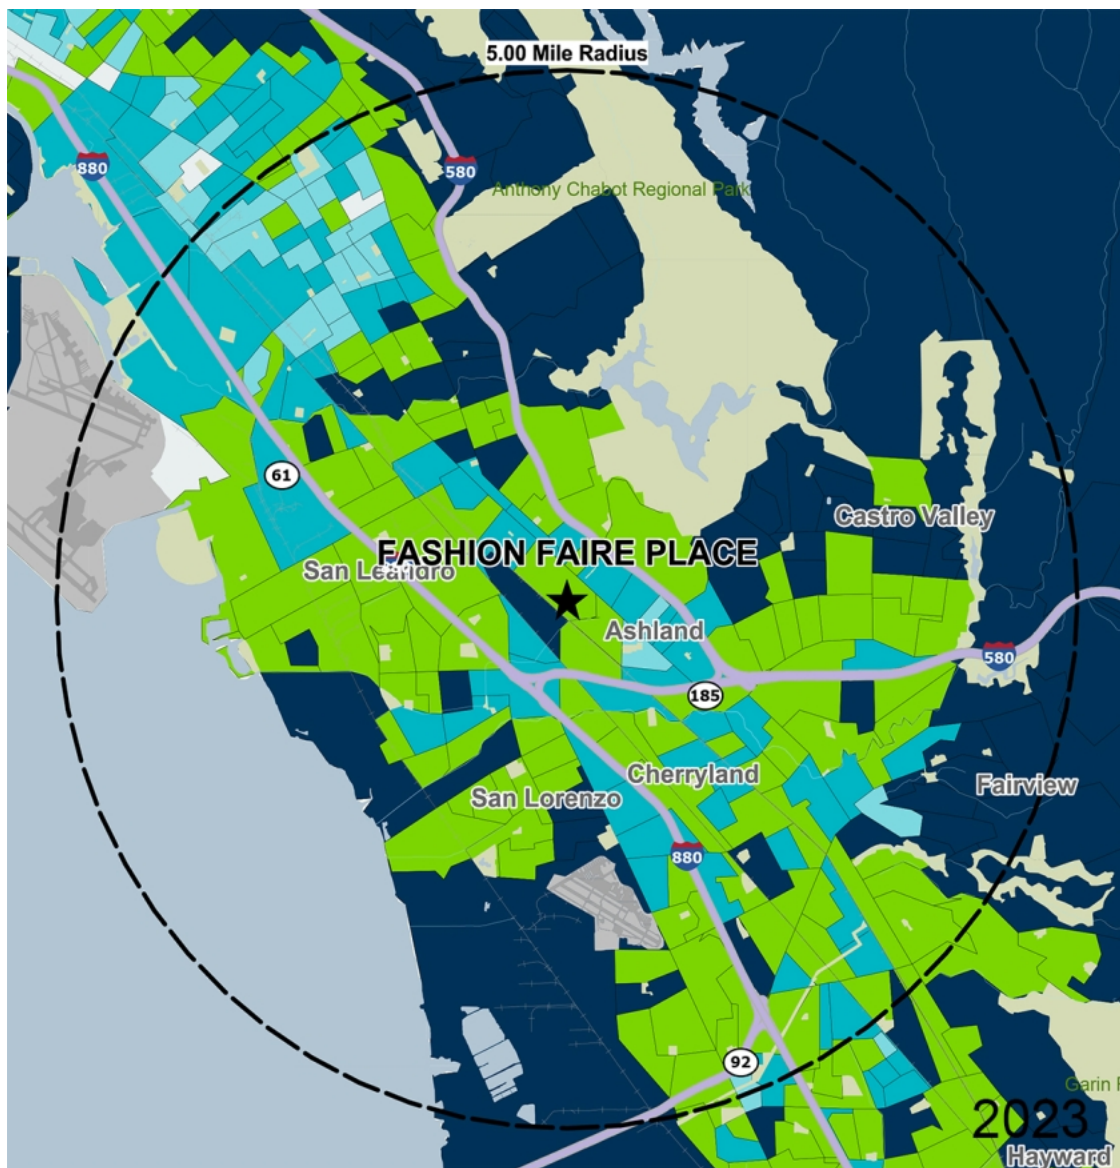 5.00 Mile Radius
880
580
Anthony Chabot Regional Park
61
Castro Valley
FASHION FAIRE PLACE
San Leandro
Ashland
580
185
Cherryland
Fairview
San Lorenzo
880
92
Garin
2023
Hayward